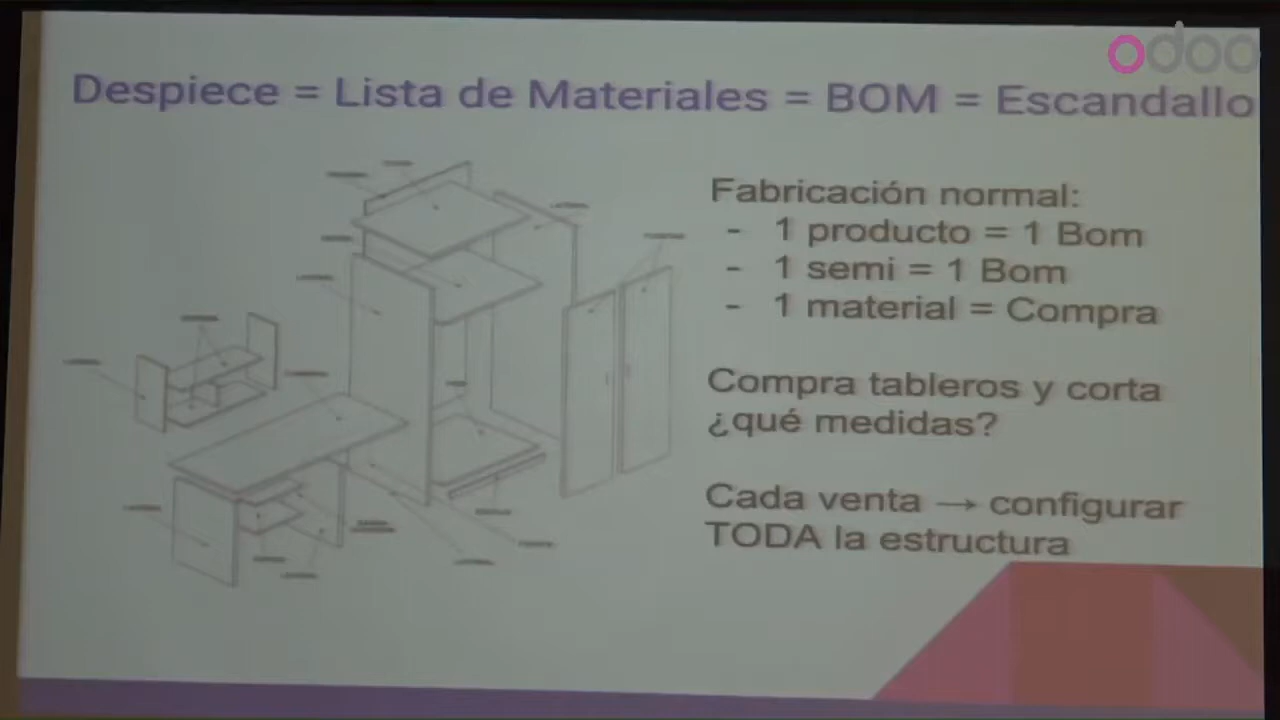 odoo
Despiece = Lista de Materiales = BOM = Escandallo
Fabricación normal:
- 1 producto = 1 Bom
- 1 semi = 1 Bom
- 1 material = Compra
Compra tableros y corta
¿qué medidas?
Cada venta → configurar
TODA la estructura